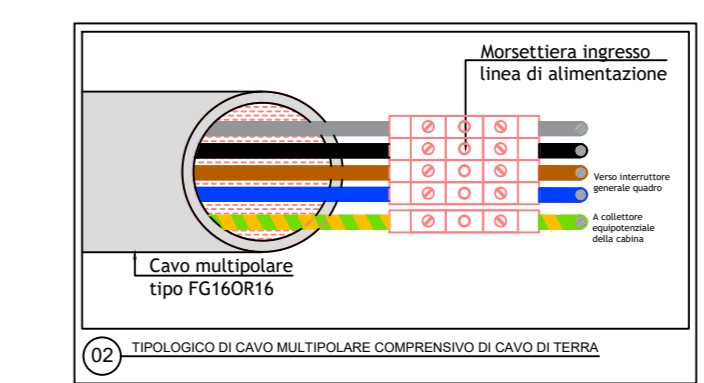 Morsettiera ingresso
linea di alimentazione
Verso interruttore
generale quadro
A collettore
equipotenziale
della cabina
Cavo multipolare
tipo FG16OR16
02 TIPOLOGICO DI CAVO MULTIPOLARE COMPRENSIVO DI CAVO DI TERRA